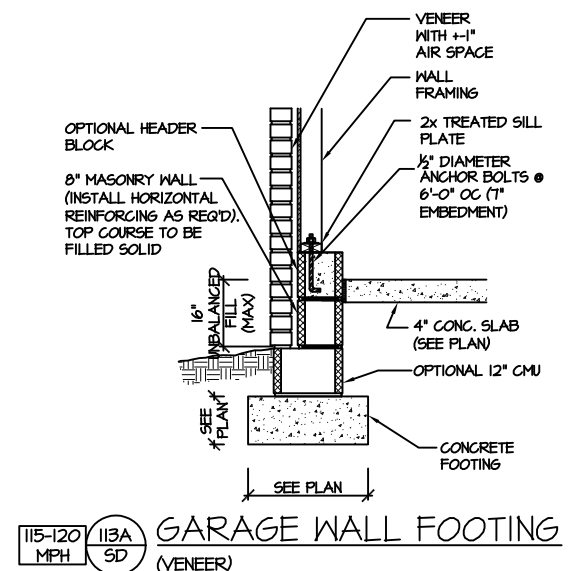 VENEER
WITH +-1"
AIR SPACE
WALL
FRAMING
2x TREATED SILL
PLATE
½" DIAMETER
ANCHOR BOLTS @
6'-0" OC (7"
EMBEDMENT)
OPTIONAL HEADER
BLOCK
8" MASONRY WALL
(INSTALL HORIZONTAL
REINFORCING AS REQ'D).
TOP COURSE TO BE
FILLED SOLID
16"
UNBALANCED
FILL
(MAX)
4" CONC. SLAB
(SEE PLAN)
OPTIONAL 12" CMU
SEE
PLAN
CONCRETE
FOOTING
SEE PLAN
115-120
MPH
113A
SD
GARAGE WALL FOOTING
(VENEER)